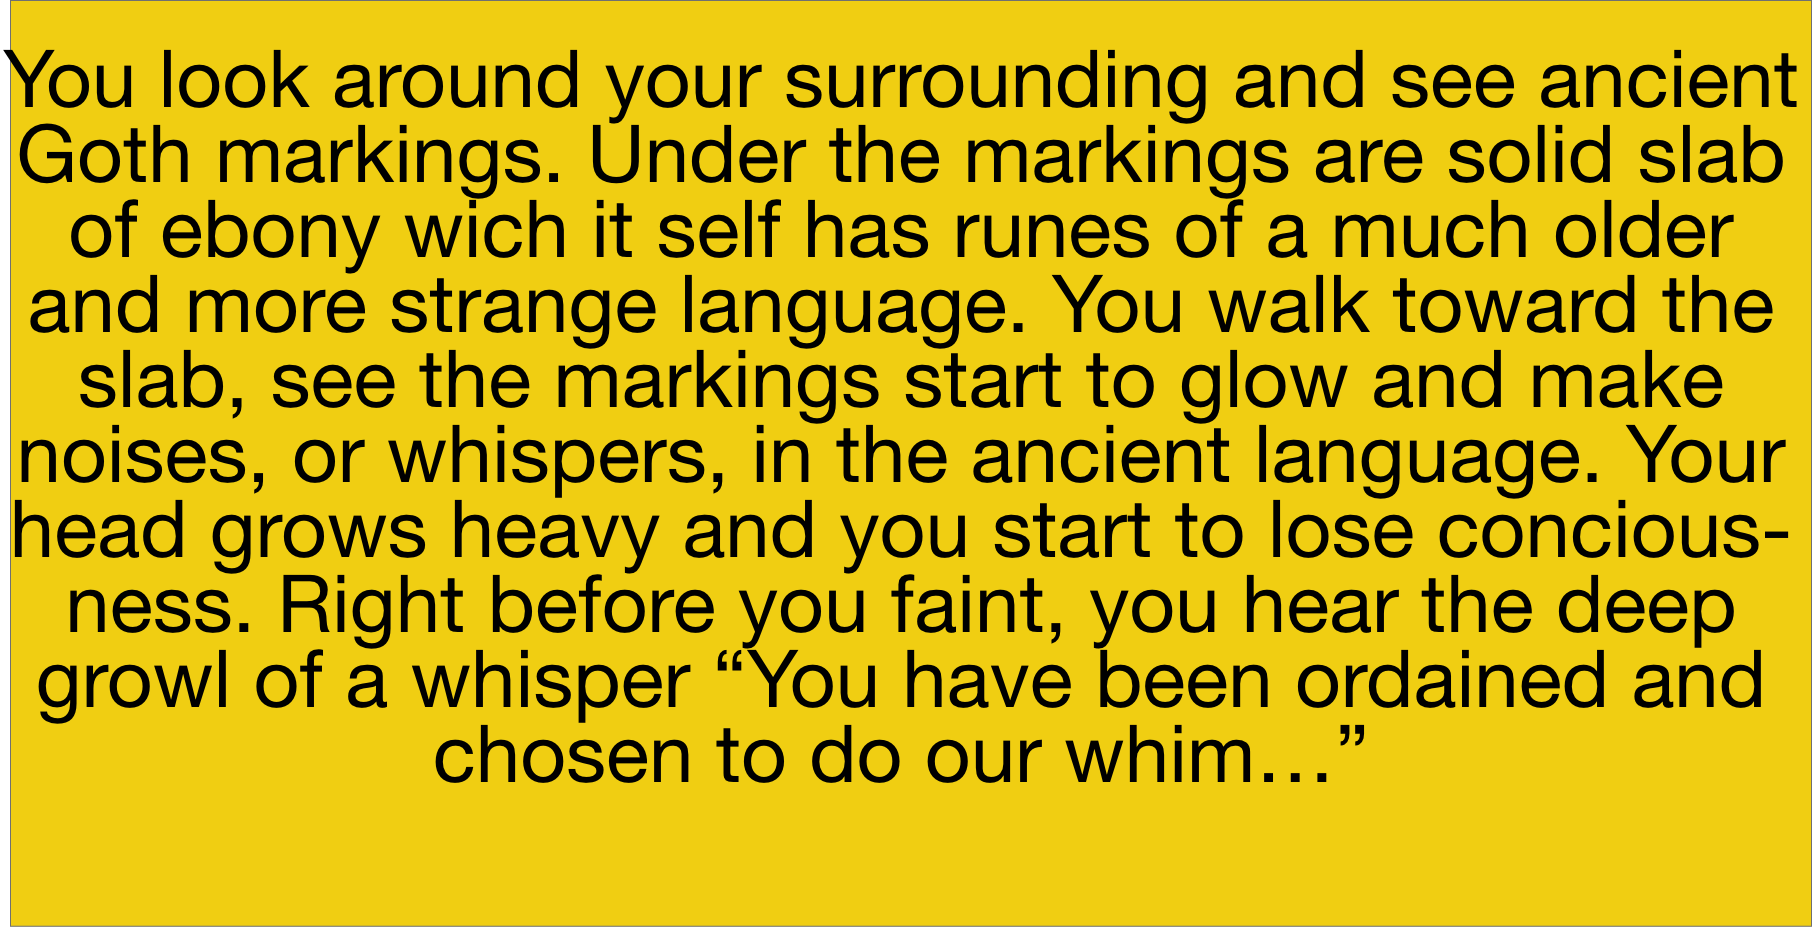 You look around your surrounding and see ancient
Goth markings. Under the markings are solid slab
of ebony wich it self has runes of a much older
and more strange language. You walk toward the
slab, see the markings start to glow and make
noises, or whispers, in the ancient language. Your
head grows heavy and you start to lose concious-
ness. Right before you faint, you hear the deep
growl of a whisper “You have been ordained and
chosen to do our whim…”